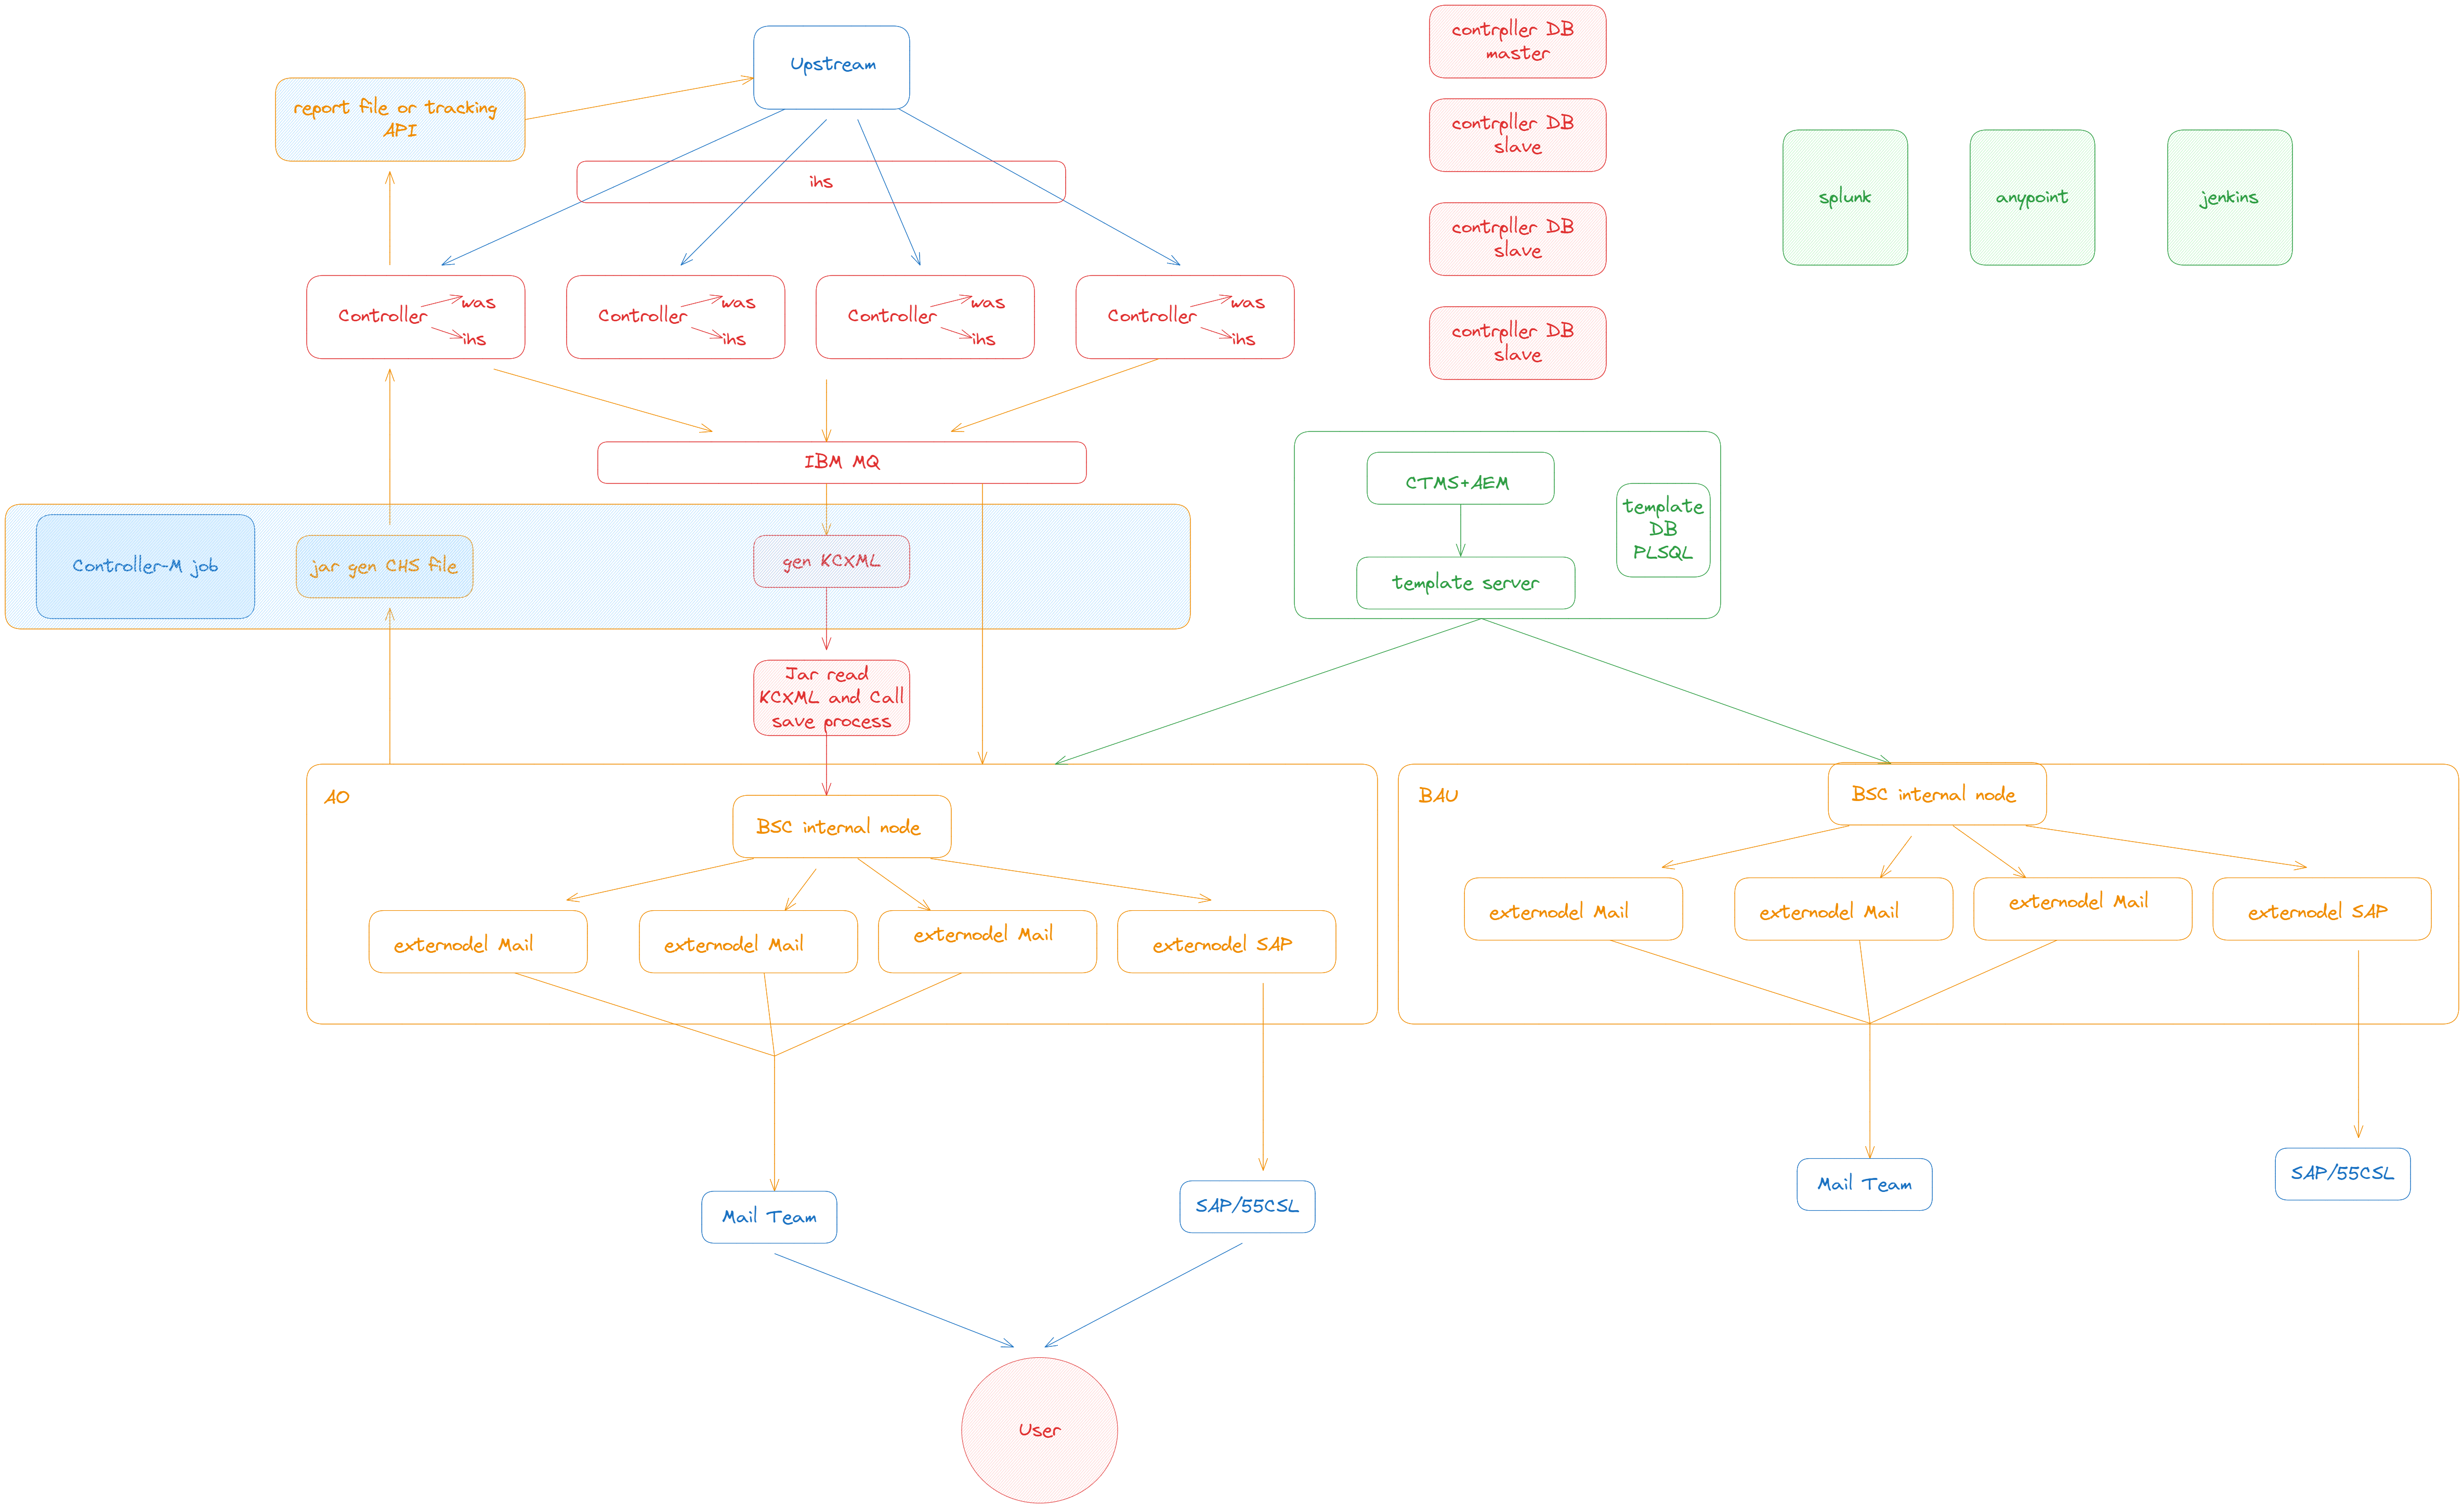 controller DB
master
Upstream
report file or tracking
API
controller DB
slave
ihs
splunk
anypoint
jenkins
controller DB
slave
Controller
was
ihs
Controller
was
ihs
Controller
was
ihs
Controller
was
ihs
controller DB
slave
IBM MQ
CTMS+AEM
template
DB
PLSQL
template server
Controller-M job
jar gen CHS file
gen KCXML
Jar read
KCXML and Call
save process
AO
BSC internal node
externodel Mail
externodel Mail
externodel Mail
externodel SAP
BAU
BSC internal node
externodel Mail
externodel Mail
externodel Mail
externodel SAP
Mail Team
SAP/55CSL
Mail Team
SAP/55CSL
User